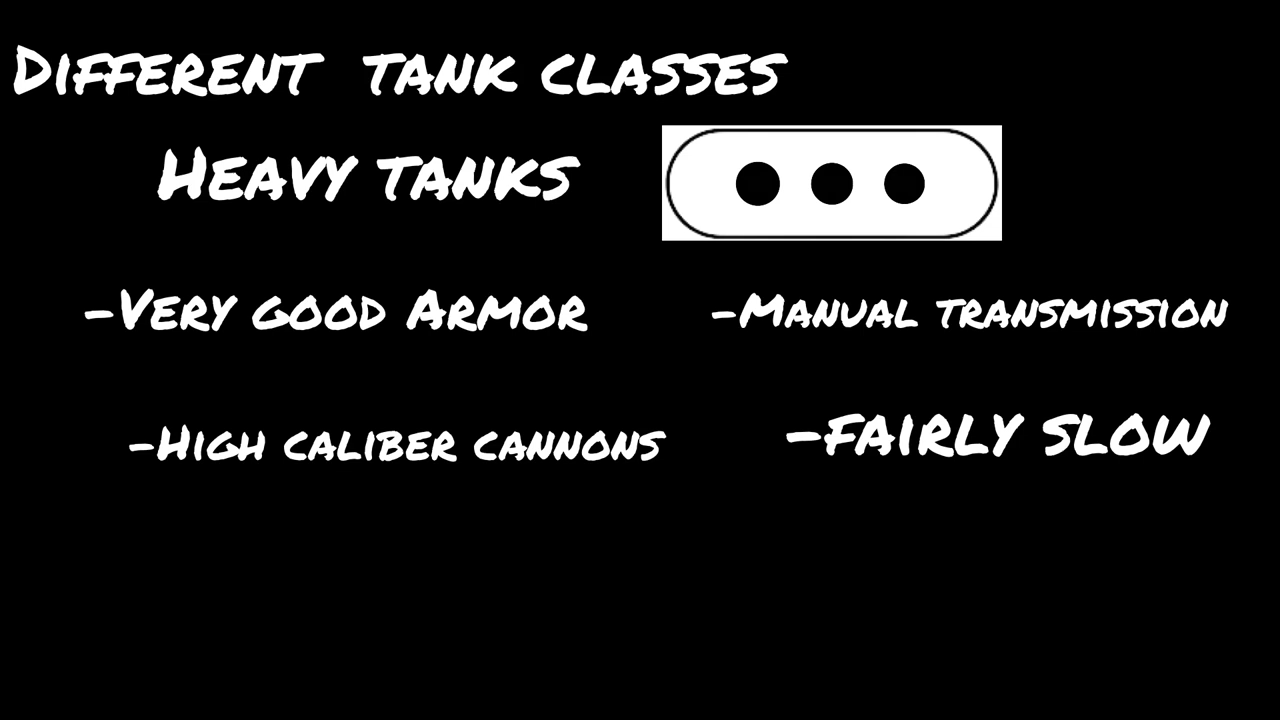 Different tank classes
Heavy tanks
-Very good Armor
-Manual transmission
-High caliber cannons
-fairly slow